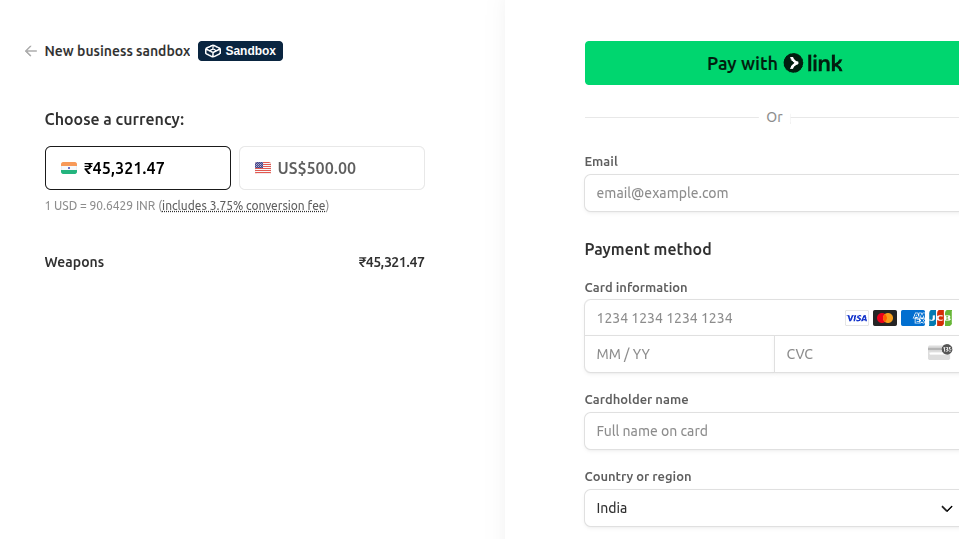 New business sandbox Sandbox
Choose a currency:
₹45,321.47 US$500.00
1 USD = 90.6429 INR (includes 3.75% conversion fee)
Weapons ₹45,321.47
Pay with link
Or
Email
email@example.com
Payment method
Card information
1234 1234 1234 1234 VISA AMEX JCB
MM / YY CVC 135
Cardholder name
Full name on card
Country or region
India